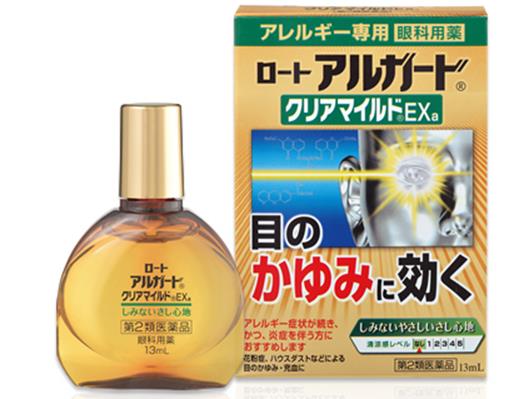 アレルギー専用 眼科用薬
ロート アルガード®
クリアマイルド®EXa
目の
かゆみに効く
アレルギー症状が続き、
かつ、炎症を伴う方に
おすすめします
花粉症、ハウスダストなどによる
目のかゆみ・充血に
しみないやさしいさし心地
清涼感レベル なし 1 2 3 4 5
第2類医薬品 13mL
ロート
アルガード®
クリアマイルド®EXa
しみないさし心地
第2類医薬品
眼科用薬
13mL